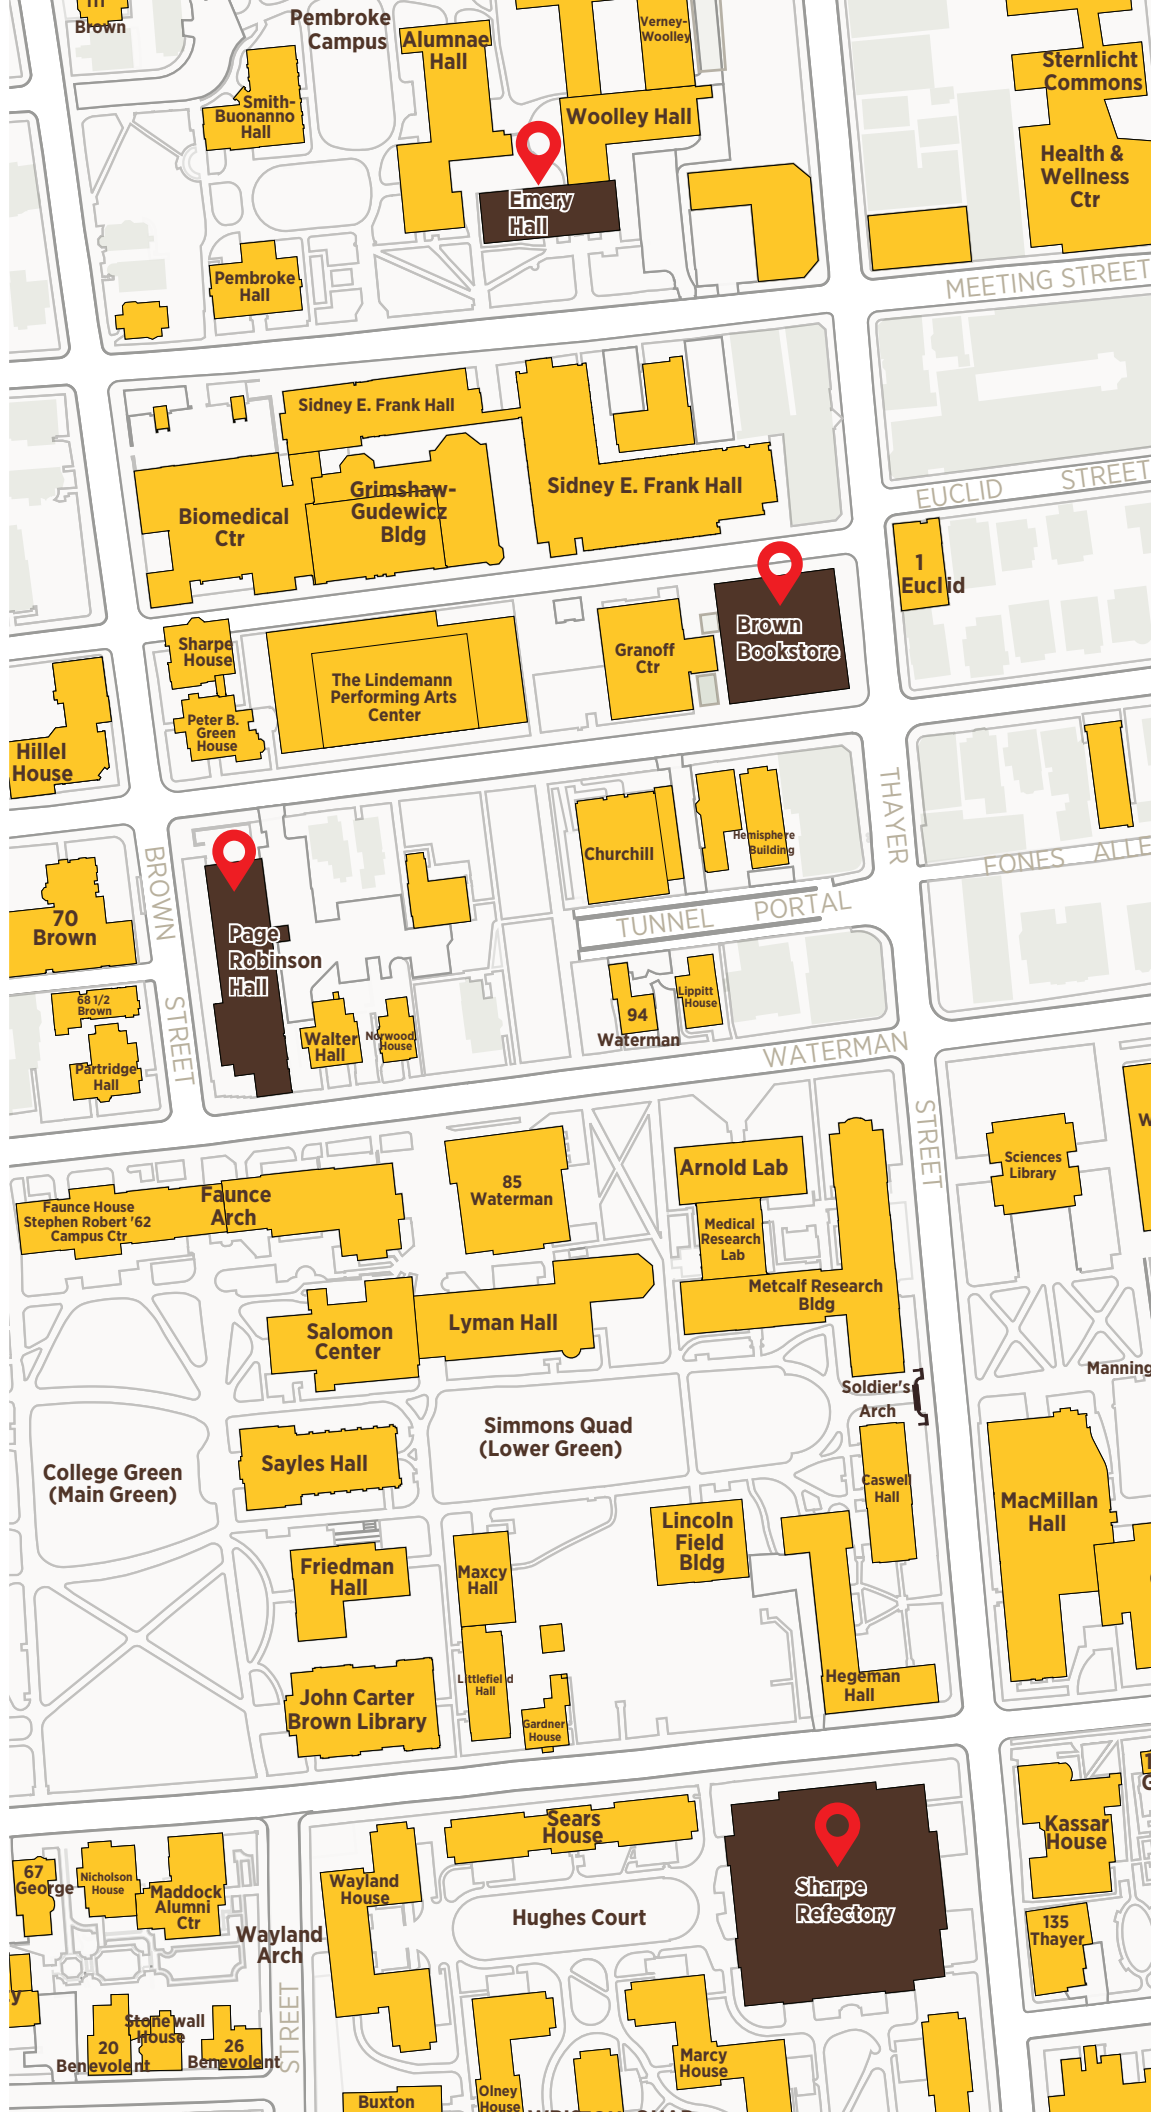 111
Brown
Pembroke
Campus
Alumnae
Hall
Verney-
Woolley
Sternlicht
Commons
Smith-
Buonanno
Hall
Woolley Hall
Health &
Wellness
Ctr
Emery
Hall
Pembroke
Hall
MEETING STREET
Sidney E. Frank Hall
Grimshaw-
Gudewicz
Bldg
Sidney E. Frank Hall
Biomedical
Ctr
EUCLID STREET
1
Euclid
Brown
Bookstore
Sharpe
House
Granoff
Ctr
The Lindemann
Performing Arts
Center
Peter B.
Green
House
Hillel
House
THAYER
Hemisphere
Building
Churchill
BROWN
FONES ALLE
TUNNEL PORTAL
70
Brown
Page
Robinson
Hall
68 1/2
Brown
Lippitt
House
94
Waterman
Walter
Hall
Norwood
House
STREET
Partridge
Hall
WATERMAN
STREET
W
Sciences
Library
Arnold Lab
85
Waterman
Faunce
Arch
Faunce House
Stephen Robert '62
Campus Ctr
Medical
Research
Lab
Metcalf Research
Bldg
Lyman Hall
Salomon
Center
Manning
Soldier's
Arch
Simmons Quad
(Lower Green)
Sayles Hall
College Green
(Main Green)
Caswell
Hall
MacMillan
Hall
Lincoln
Field
Bldg
Friedman
Hall
Maxcy
Hall
Littlefield
Hall
Hegeman
Hall
John Carter
Brown Library
Gardner
House
Sears
House
Kassar
House
67
George
Nicholson
House
Maddock
Alumni
Ctr
Wayland
House
Sharpe
Refectory
Hughes Court
Wayland
Arch
135
Thayer
y
Stonewall
House
20
Benevolent
26
Benevolent
STREET
Marcy
House
Olney
House
Buxton